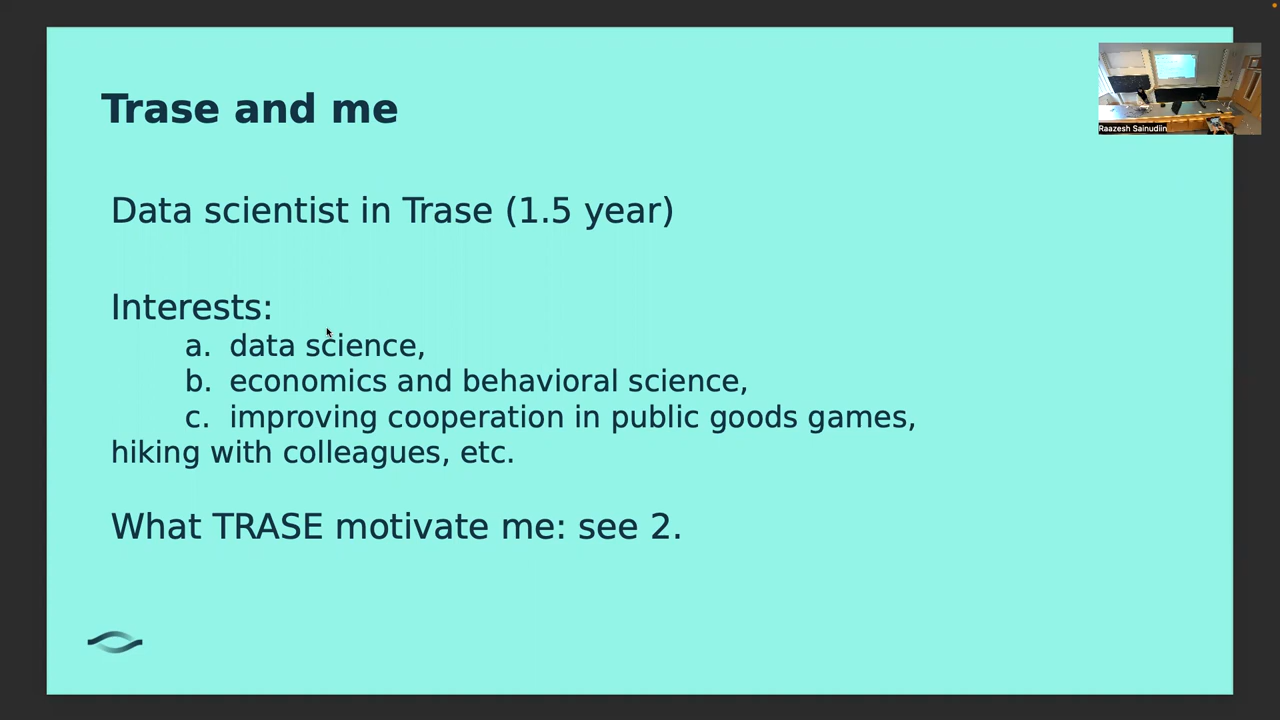 Trase and me
Raazesh Sainudiin
Data scientist in Trase (1.5 year)
Interests:
a. data science,
b. economics and behavioral science,
c. improving cooperation in public goods games,
hiking with colleagues, etc.
What TRASE motivate me: see 2.